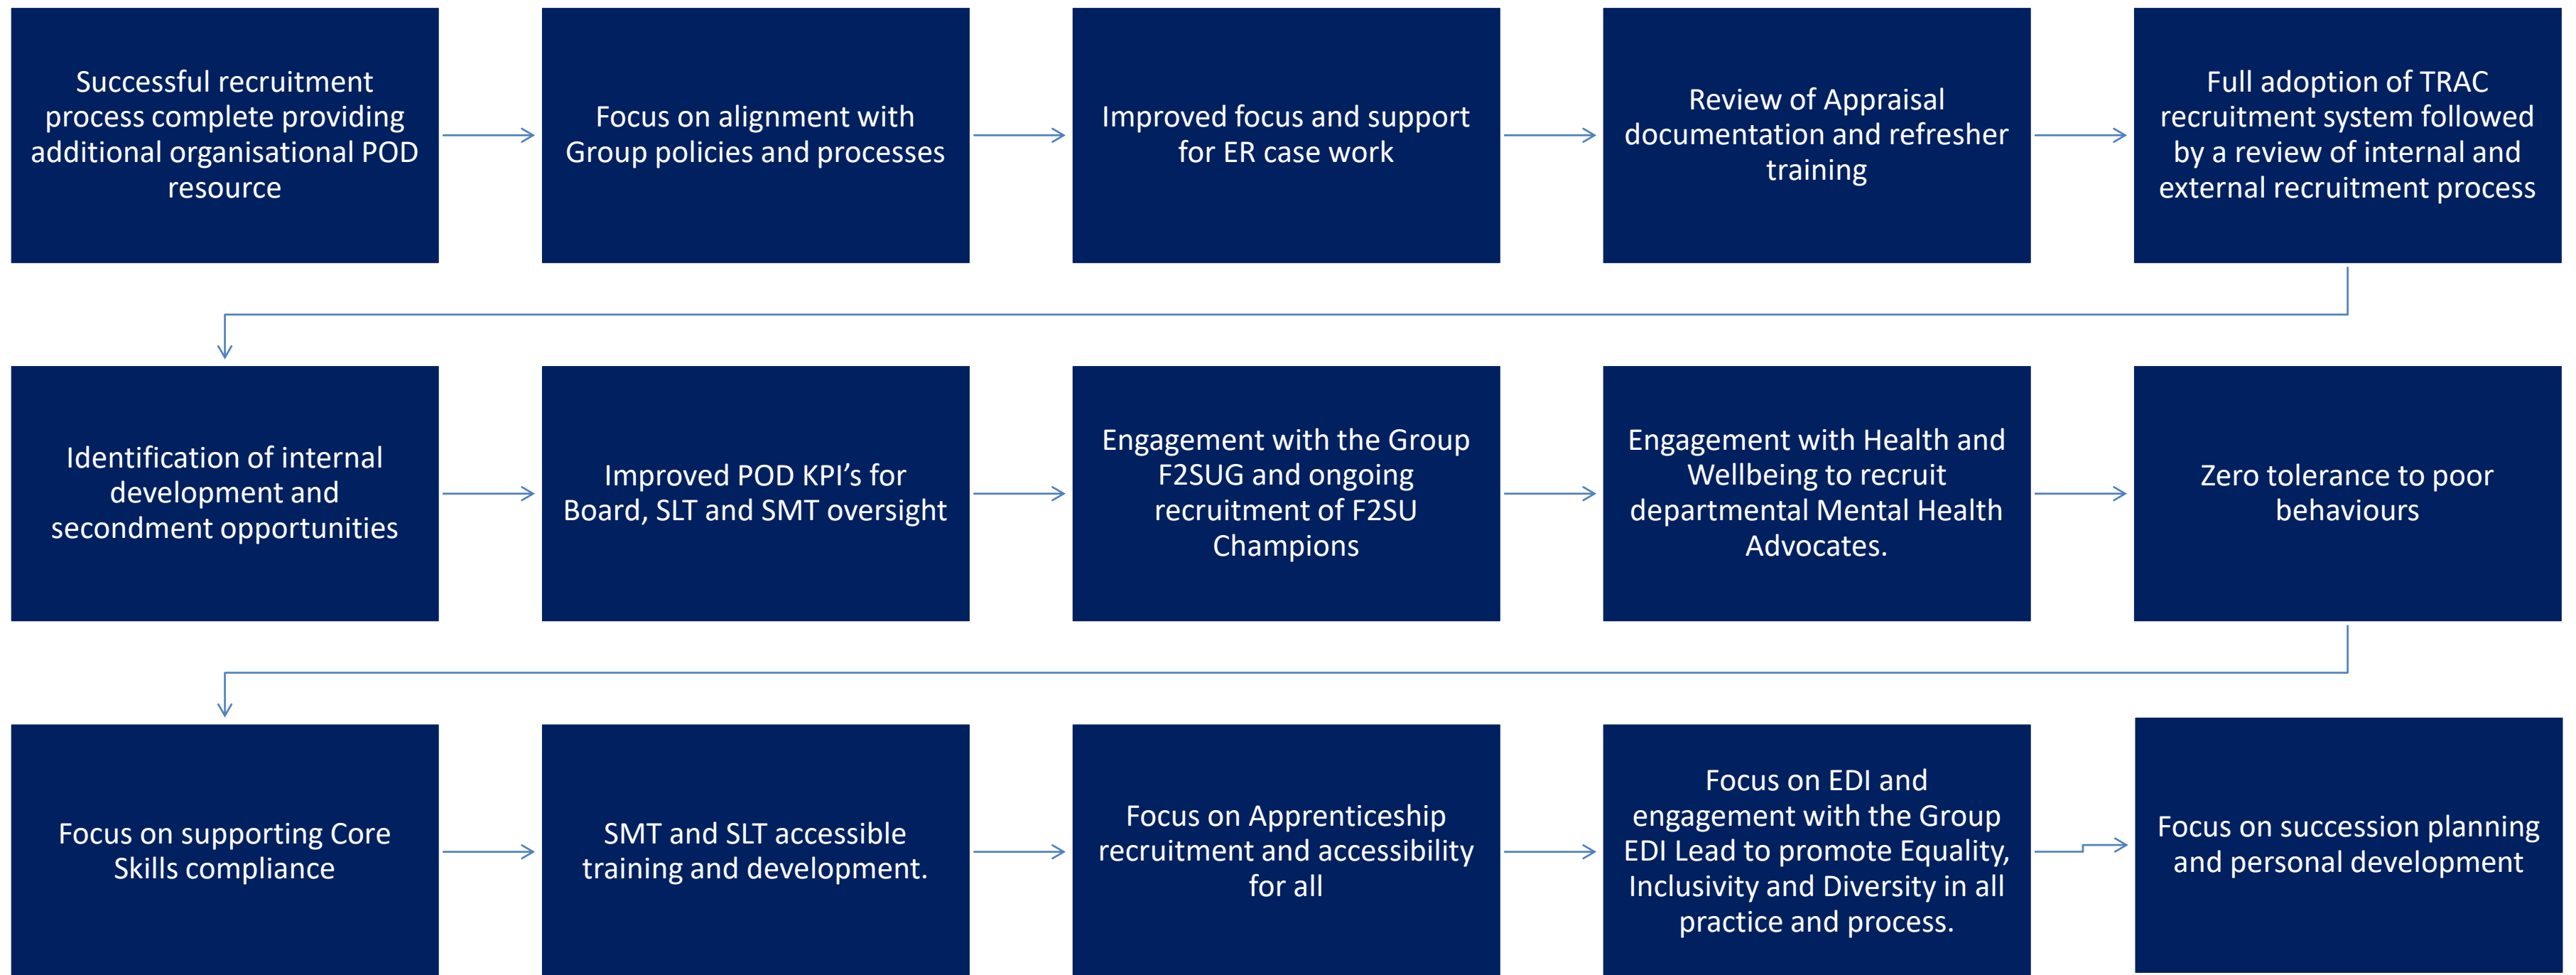 Successful recruitment
process complete providing
additional organisational POD
resource
Focus on alignment with
Group policies and processes
Improved focus and support
for ER case work
Review of Appraisal
documentation and refresher
training
Full adoption of TRAC
recruitment system followed
by a review of internal and
external recruitment process
Identification of internal
development and
secondment opportunities
Improved POD KPI’s for
Board, SLT and SMT oversight
Engagement with the Group
F2SUG and ongoing
recruitment of F2SU
Champions
Engagement with Health and
Wellbeing to recruit
departmental Mental Health
Advocates.
Zero tolerance to poor
behaviours
Focus on supporting Core
Skills compliance
SMT and SLT accessible
training and development.
Focus on Apprenticeship
recruitment and accessibility
for all
Focus on EDI and
engagement with the Group
EDI Lead to promote Equality,
Inclusivity and Diversity in all
practice and process.
Focus on succession planning
and personal development